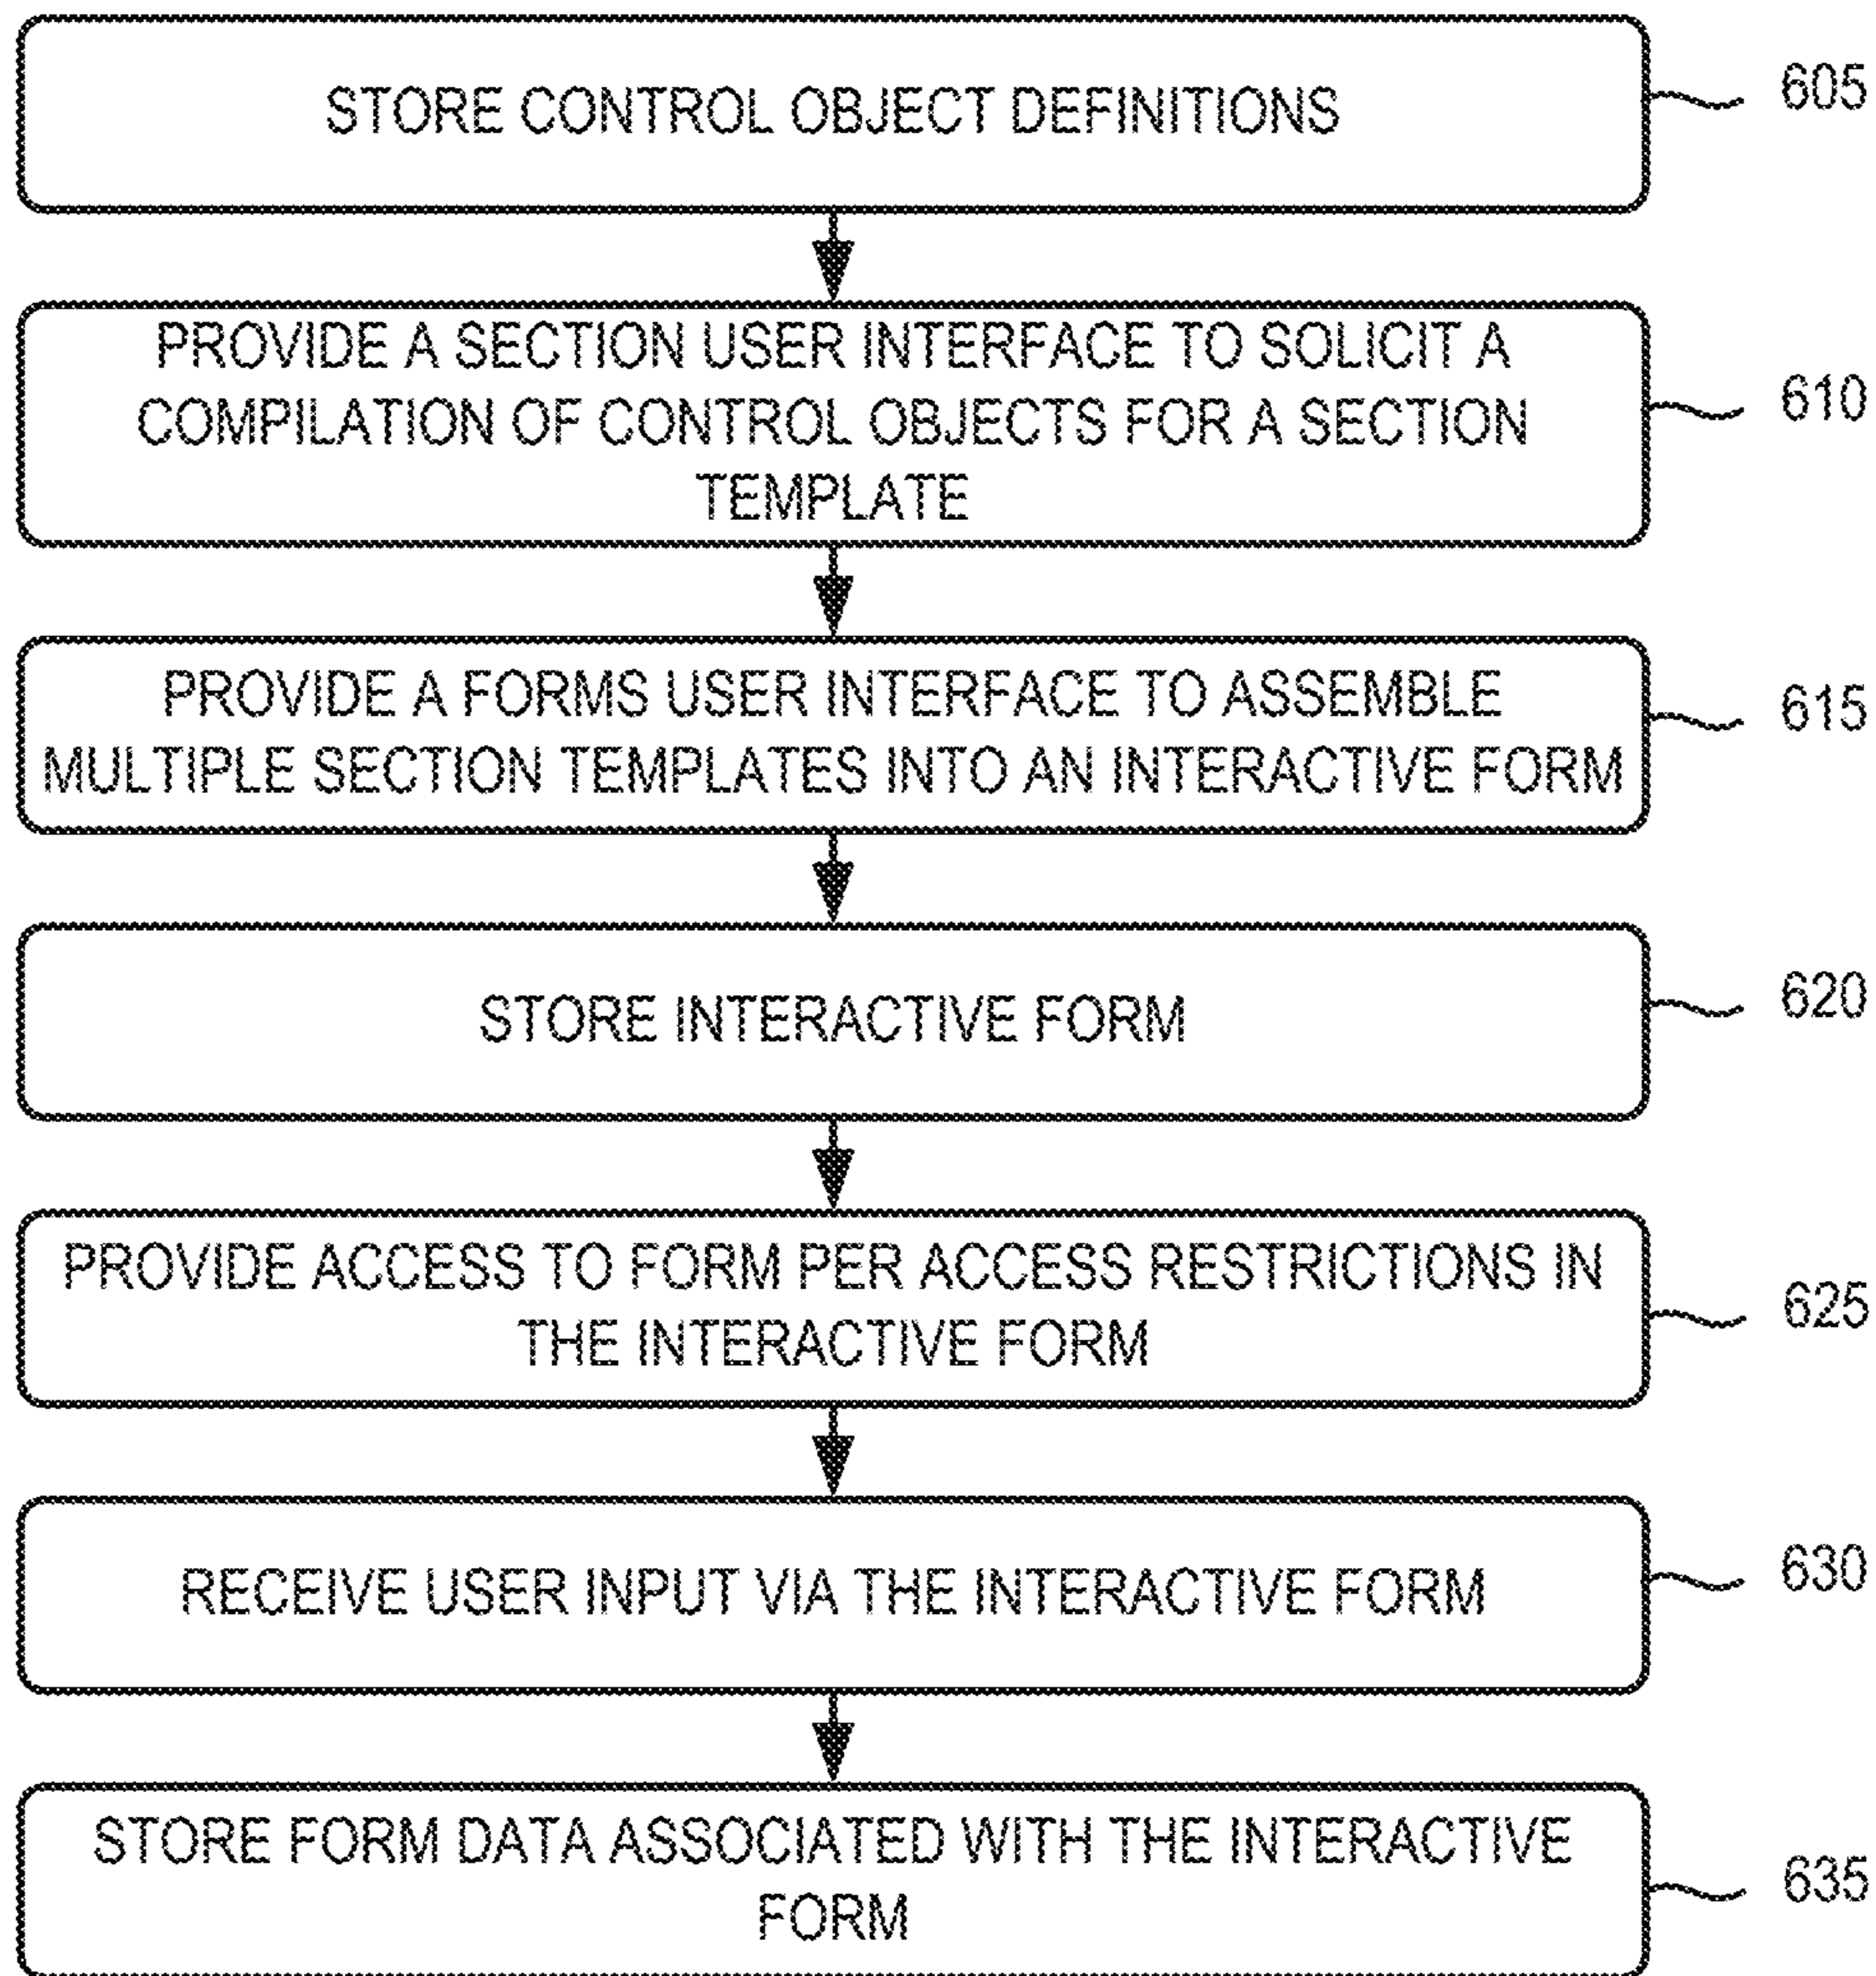 STORE CONTROL OBJECT DEFINITIONS
605
PROVIDE A SECTION USER INTERFACE TO SOLICIT A
COMPILATION OF CONTROL OBJECTS FOR A SECTION
TEMPLATE
610
PROVIDE A FORMS USER INTERFACE TO ASSEMBLE
MULTIPLE SECTION TEMPLATES INTO AN INTERACTIVE FORM
615
STORE INTERACTIVE FORM
620
PROVIDE ACCESS TO FORM PER ACCESS RESTRICTIONS IN
THE INTERACTIVE FORM
625
RECEIVE USER INPUT VIA THE INTERACTIVE FORM
630
STORE FORM DATA ASSOCIATED WITH THE INTERACTIVE
FORM
635